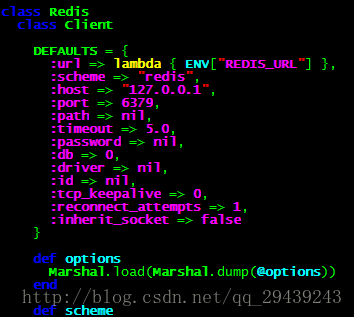 class Redis
  class Client

    DEFAULTS = {
      :url => lambda { ENV["REDIS_URL"] },
      :scheme => "redis",
      :host => "127.0.0.1",
      :port => 6379,
      :path => nil,
      :timeout => 5.0,
      :password => nil,
      :db => 0,
      :driver => nil,
      :id => nil,
      :tcp_keepalive => 0,
      :reconnect_attempts => 1,
      :inherit_socket => false
    }

    def options
      Marshal.load(Marshal.dump(@options))
    end
http://blog.csdn.net/qq_29439243
    def scheme